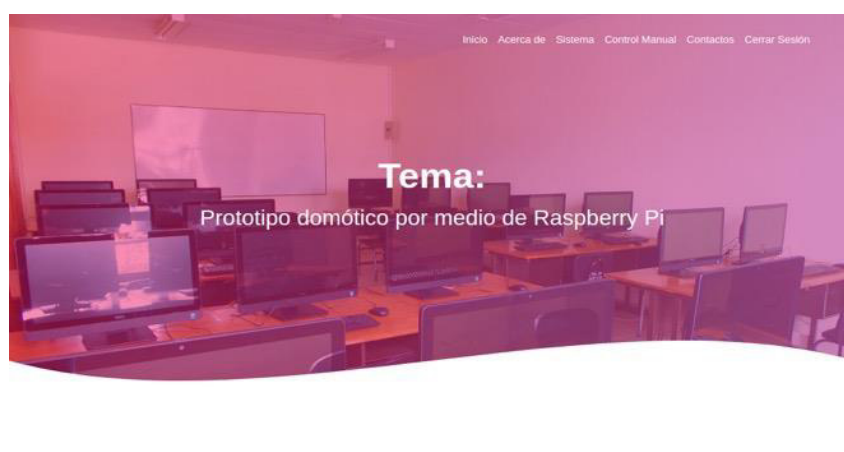 Inicio Acerca de Sistema Control Manual Contactos Cerrar Sesión
Tema:
Prototipo domótico por medio de Raspberry Pi